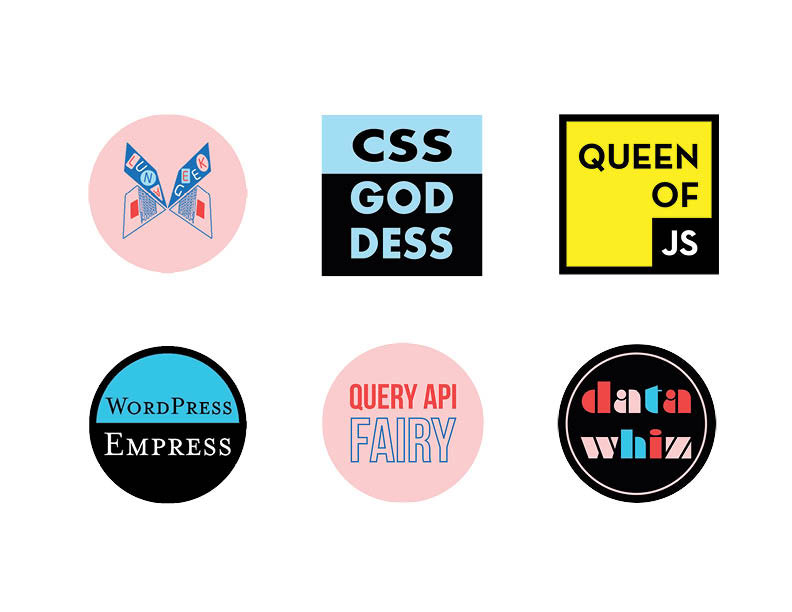 LUNA GEEK
CSS
GOD
DESS
QUEEN
OF
JS
WORDPRESS
EMPRESS
QUERY API
FAIRY
data
whiz